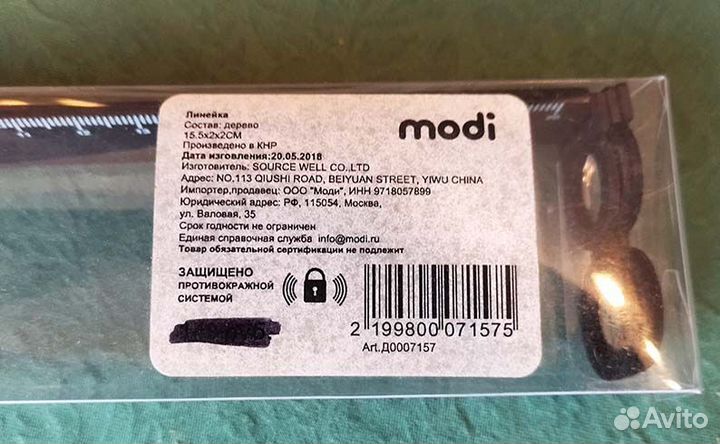 Линейка
Состав: дерево
15.5x2x2СМ
Произведено в КНР
Дата изговления:20.05.2018
Изготовитель: SOURCE WELL CO.,LTD
Адрес: NO.113 QIUSHI ROAD, BEIYUAN STREET, YIWU CHINA
Импортер,продавец: ООО "Моди", ИНН 9718057899
Юридический адрес: РФ, 115054, Москва,
ул. Валовая, 35
Срок годности не ограничен
Единая справочная служба info@modi.ru
Товар обязательной сертификации не подлежит
modi
ЗАЩИЩЕНО
ПРОТИВОКРАЖНОЙ
СИСТЕМОЙ
2 199800 071575
Art.Д0007157
Avito